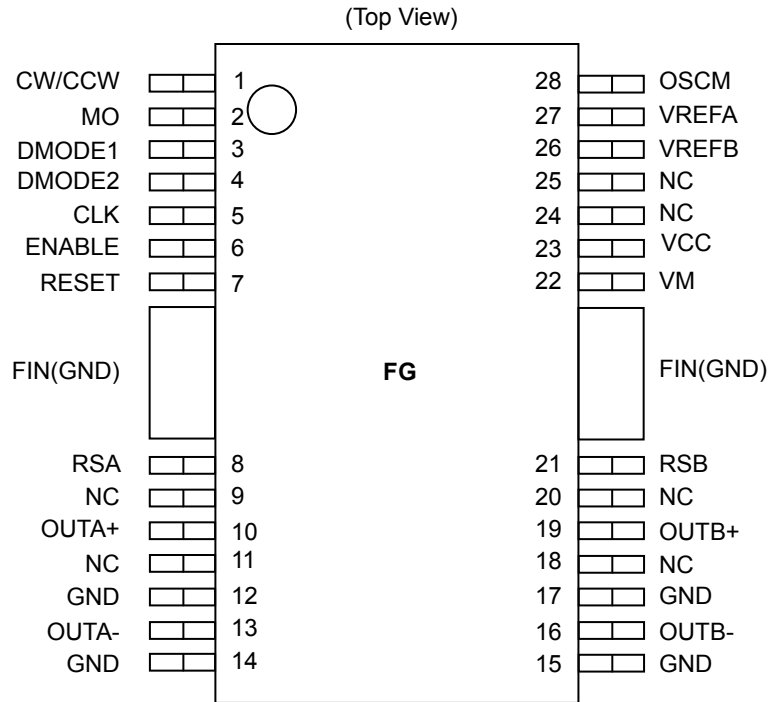 (Top View)
CW/CCW 1 28 OSCM
MO 2 27 VREFA
DMODE1 3 26 VREFB
DMODE2 4 25 NC
CLK 5 24 NC
ENABLE 6 23 VCC
RESET 7 22 VM
FIN(GND) FG FIN(GND)
RSA 8 21 RSB
NC 9 20 NC
OUTA+ 10 19 OUTB+
NC 11 18 NC
GND 12 17 GND
OUTA- 13 16 OUTB-
GND 14 15 GND